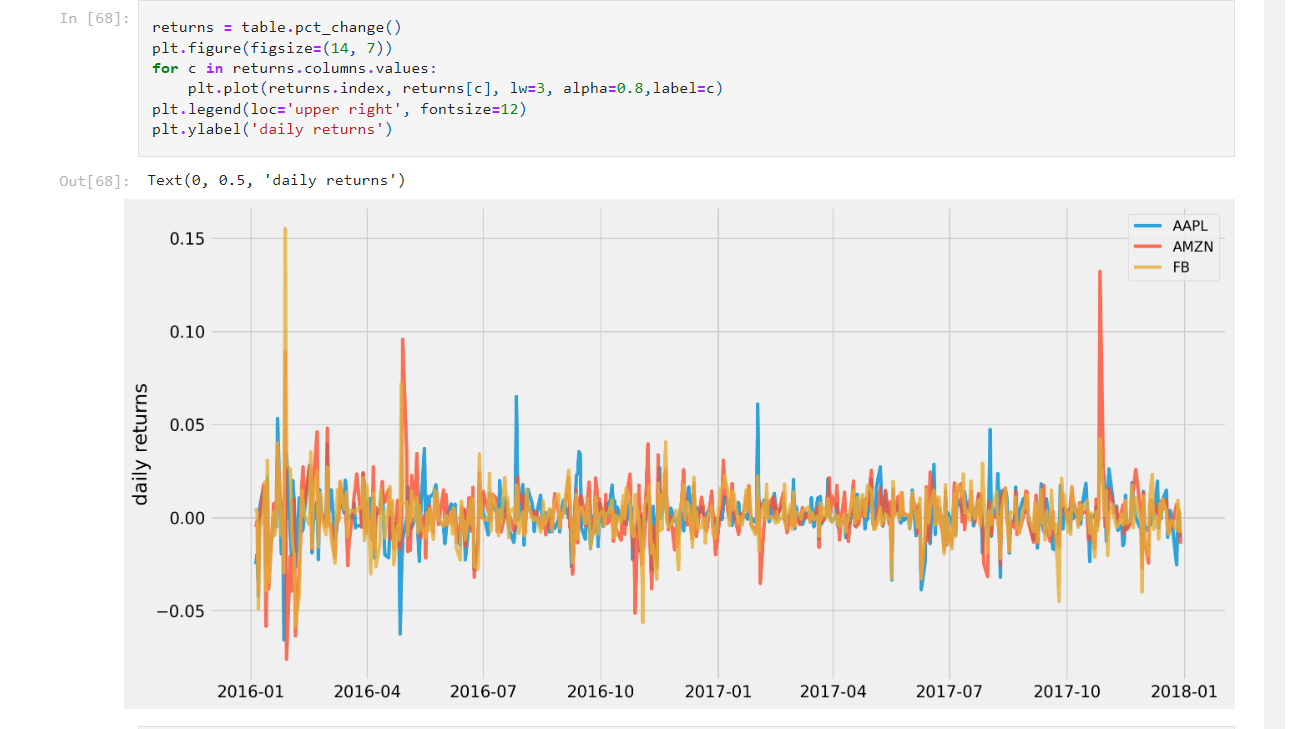 In [68]:
returns = table.pct_change()
plt.figure(figsize=(14, 7))
for c in returns.columns.values:
    plt.plot(returns.index, returns[c], lw=3, alpha=0.8,label=c)
plt.legend(loc='upper right', fontsize=12)
plt.ylabel('daily returns')
Out[68]: Text(0, 0.5, 'daily returns')
AAPL
AMZN
FB
0.15
0.10
0.05
0.00
−0.05
daily returns
2016-01 2016-04 2016-07 2016-10 2017-01 2017-04 2017-07 2017-10 2018-01